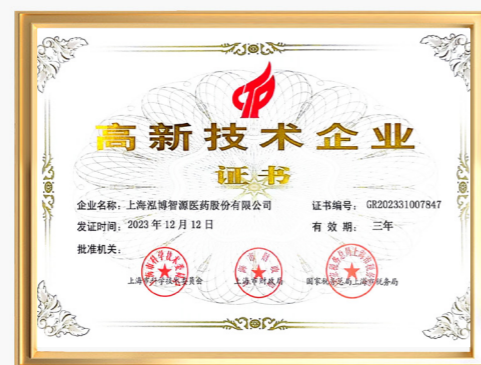 高新技术企业
证书
企业名称：上海泓博智源医药股份有限公司 证书编号：GR202331007847
发证时间：2023年12月12日 有效期：三年
批准机关：
上海市科学技术委员会 上海市财政局 国家税务总局上海市税务局